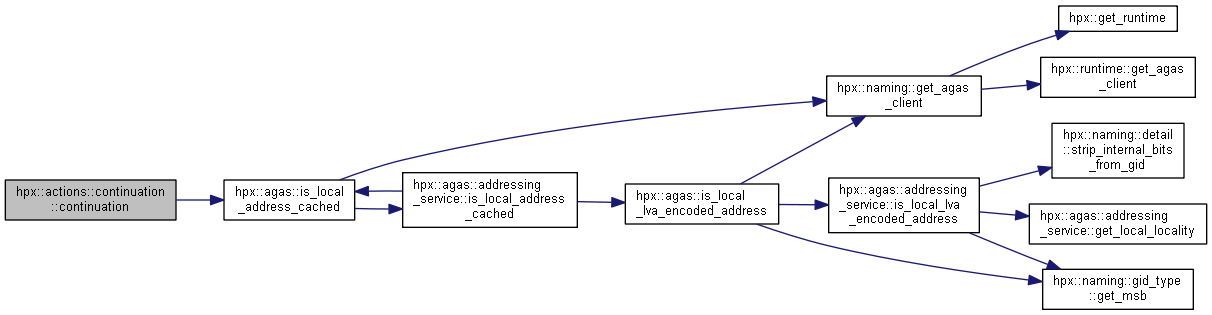 hpx::actions::continuation
::continuation
hpx::agas::is_local
_address_cached
hpx::agas::addressing
_service::is_local_address
_cached
hpx::agas::is_local
_lva_encoded_address
hpx::naming::get_agas
_client
hpx::get_runtime
hpx::runtime::get_agas
_client
hpx::agas::addressing
_service::is_local_lva
_encoded_address
hpx::naming::detail
::strip_internal_bits
_from_gid
hpx::agas::addressing
_service::get_local_locality
hpx::naming::gid_type
::get_msb